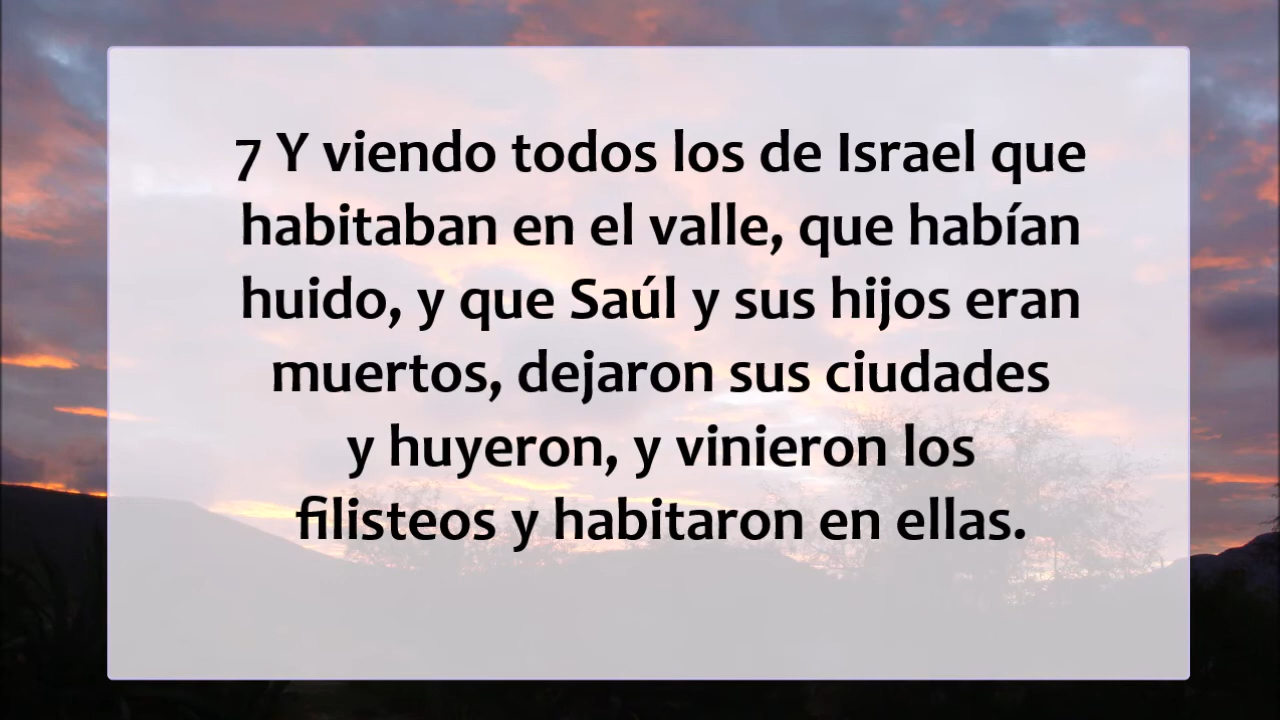 7 Y viendo todos los de Israel que
habitaban en el valle, que habían
huido, y que Saúl y sus hijos eran
muertos, dejaron sus ciudades
y huyeron, y vinieron los
filisteos y habitaron en ellas.